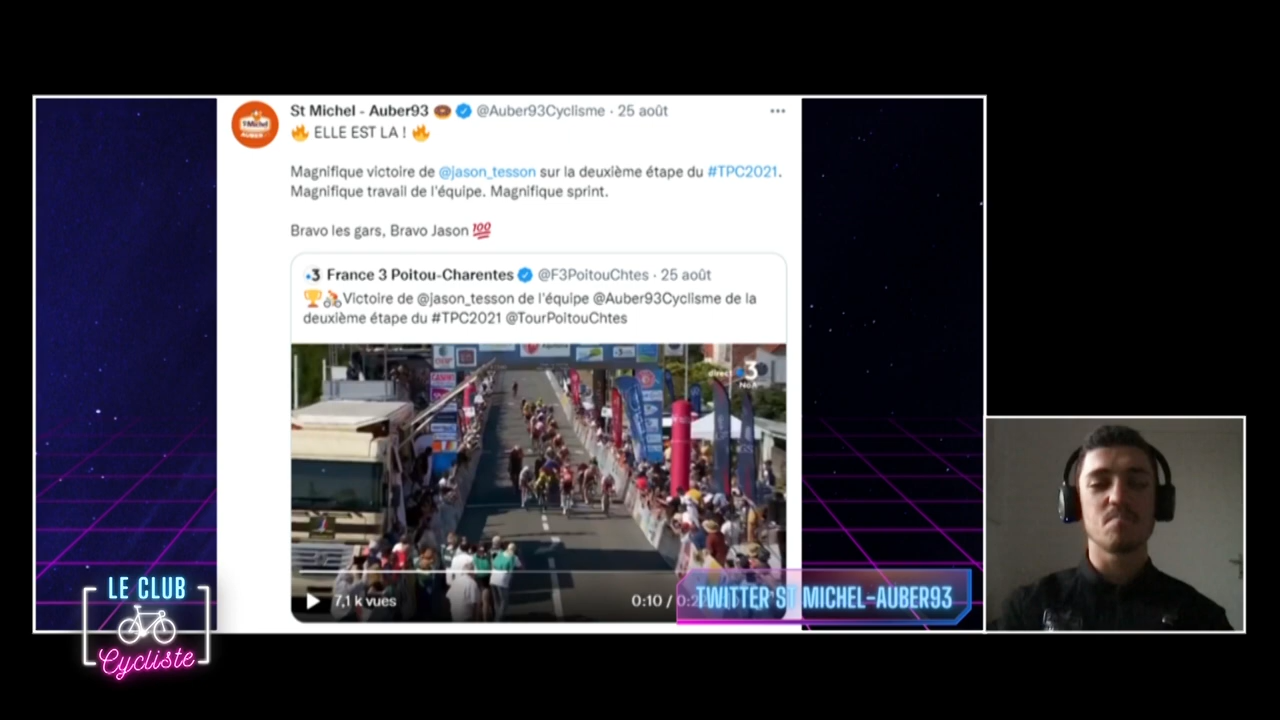 St Michel - Auber93 🍩 @Auber93Cyclisme · 25 août
🔥 ELLE EST LA ! 🔥
Magnifique victoire de @jason_tesson sur la deuxième étape du #TPC2021.
Magnifique travail de l'équipe. Magnifique sprint.
Bravo les gars, Bravo Jason 💯
France 3 Poitou-Charentes @F3PoitouChtes · 25 août
🏆🚴Victoire de @jason_tesson de l'équipe @Auber93Cyclisme de la
deuxième étape du #TPC2021 @TourPoitouChtes
direct 3
NoA
7,1 k vues
0:10
TWITTER ST MICHEL-AUBER93
LE CLUB
Cycliste